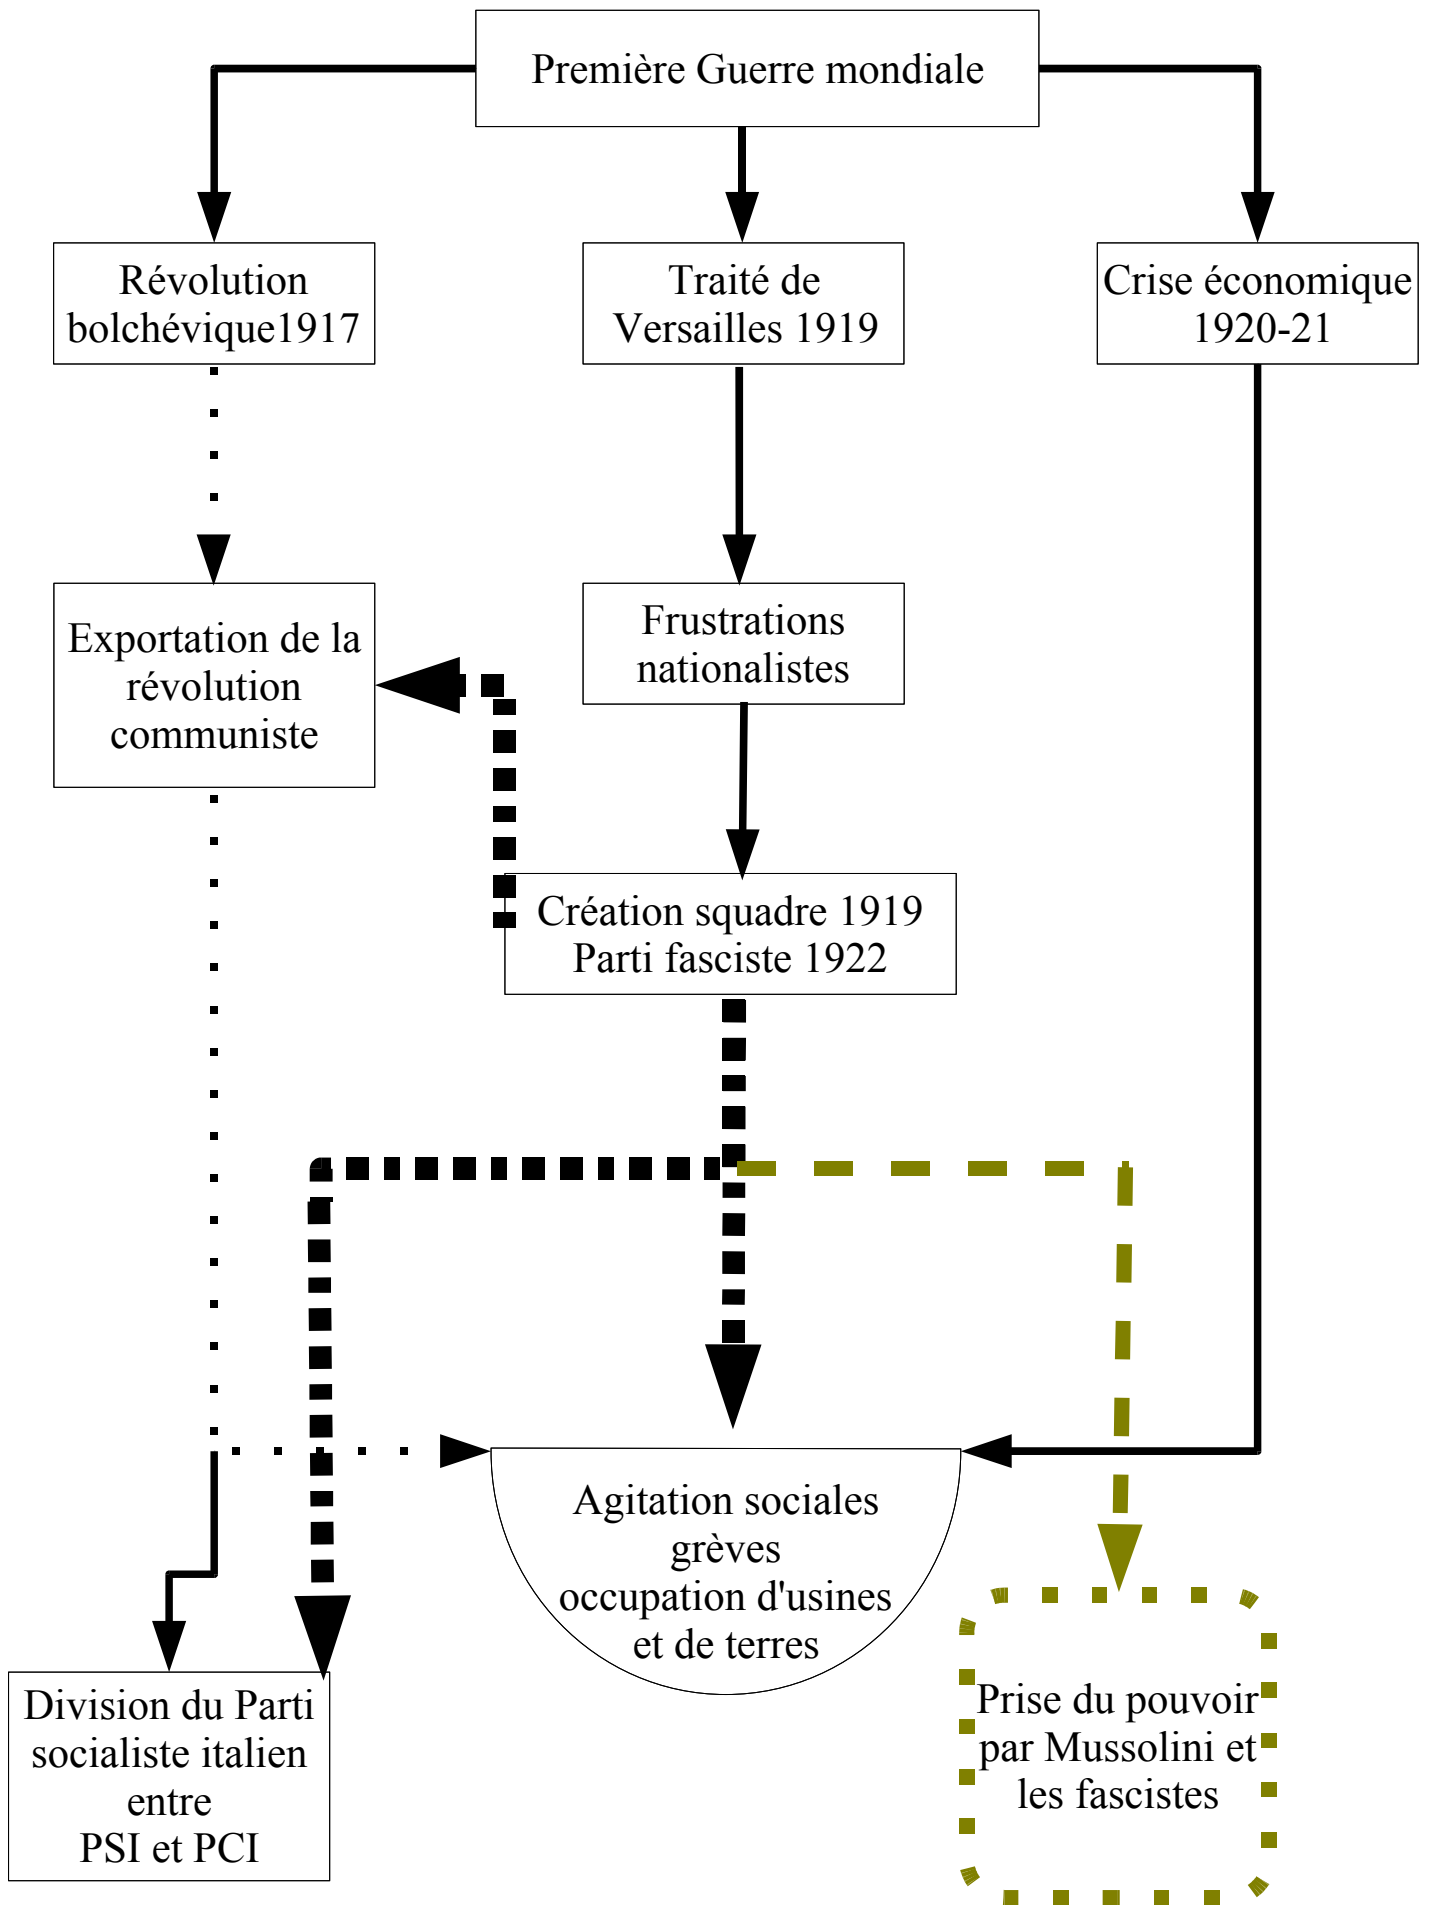 Première Guerre mondiale
Révolution
bolchévique1917
Traité de
Versailles 1919
Crise économique
1920-21
Exportation de la
révolution
communiste
Frustrations
nationalistes
Création squadre 1919
Parti fasciste 1922
Agitation sociales
grèves
occupation d'usines
et de terres
Division du Parti
socialiste italien
entre
PSI et PCI
Prise du pouvoir
par Mussolini et
les fascistes